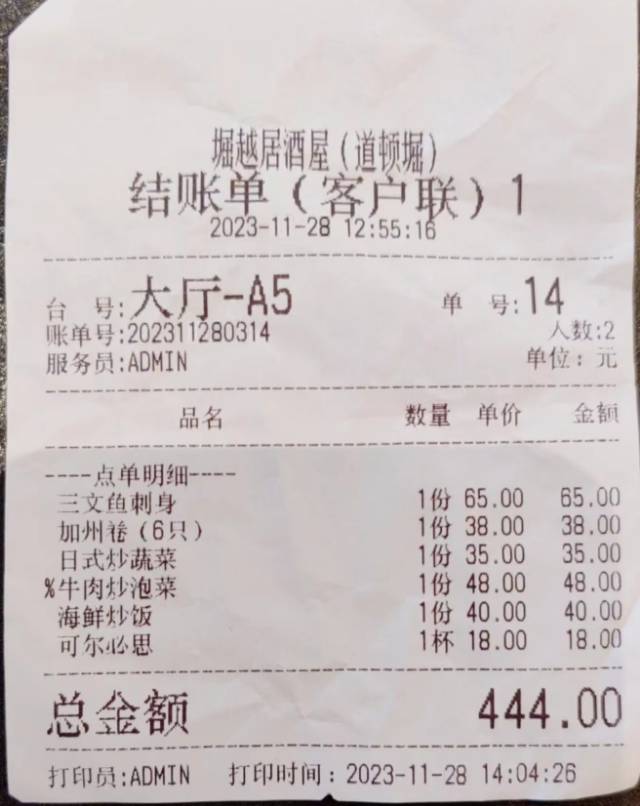 堀越居酒屋(道顿堀)
结账单(客户联)1
2023-11-28 12:55:16
台 号:大厅-A5 单 号:14
账单号:202311280314 人数:2
服务员:ADMIN 单位:元
品名 数量 单价 金额
----点单明细----
三文鱼刺身 1份 65.00 65.00
加州卷(6只) 1份 38.00 38.00
日式炒蔬菜 1份 35.00 35.00
%牛肉炒泡菜 1份 48.00 48.00
海鲜炒饭 1份 40.00 40.00
可尔必思 1杯 18.00 18.00
总金额 444.00
打印员:ADMIN 打印时间:2023-11-28 14:04:26